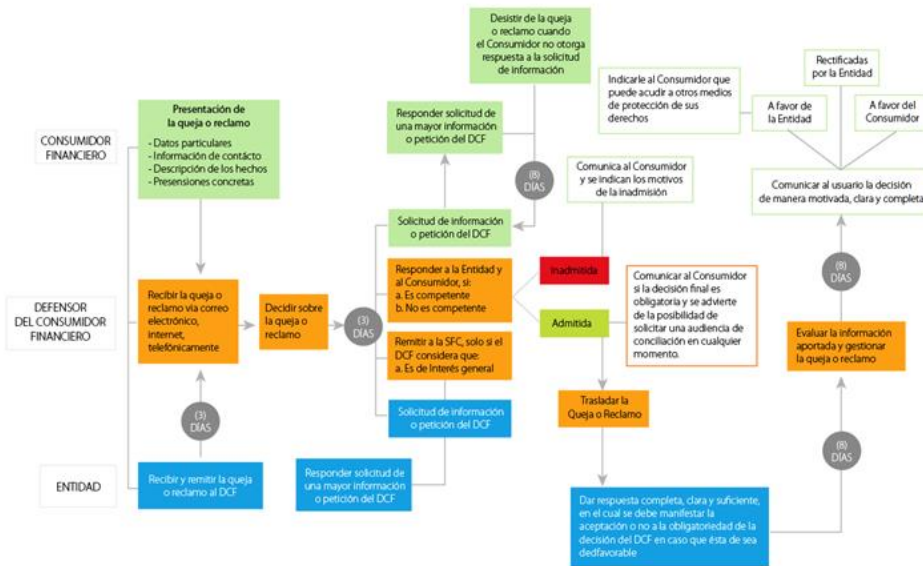 Desistir de la queja
o reclamo cuando
el Consumidor no otorga
respuesta a la solicitud
de información
Rectificadas
por la Entidad
Indicarle al Consumidor que
puede acudir a otros medios
de protección de sus
derechos
A favor de
la Entidad
A favor del
Consumidor
CONSUMIDOR
FINANCIERO
Presentación de
la queja o reclamo
- Datos particulares
- Información de contácto
- Descripción de los hechos
- Presensiones concretas
Responder solicitud de
una mayor información
o petición del DCF
(8)
DÍAS
Comunica al Consumidor
y se indican los motivos
de la inadmisión
Comunicar al usuario la decisión
de manera motivada, clara y completa
Solicitud de información
o petición del DCF
DEFENSOR
DEL CONSUMIDOR
FINANCIERO
Recibir la queja o
reclamo via correo
electrónico,
internet,
telefónicamente
Decidir sobre
la queja o
reclamo
(3)
DÍAS
Responder a la Entidad y
al Consumidor, si:
a. Es competente
b. No es competente
Inadmitida
Admitida
Comunicar al Consumidor
si la decisión final es
obligatoria y se advierte
de la posibilidad de
solicitar una audiencia de
conciliación en cualquier
momento.
(8)
DÍAS
Evaluar la información
aportada y gestionar
la queja o reclamo
Remitir a la SFC, solo si el
DCF considera que:
a. Es de Interés general
Trasladar la
Queja o Reclamo
Solicitud de información
o petición del DCF
(3)
DÍAS
(8)
DÍAS
ENTIDAD
Recibir y remitir la queja
o reclamo al DCF
Responder solicitud de
una mayor información
o petición del DCF
Dar respuesta completa, clara y suficiente,
en el cual se debe manifestar la
aceptación o no a la obligatoriedad de la
decisión del DCF en caso que ésta de sea
dedfavorable